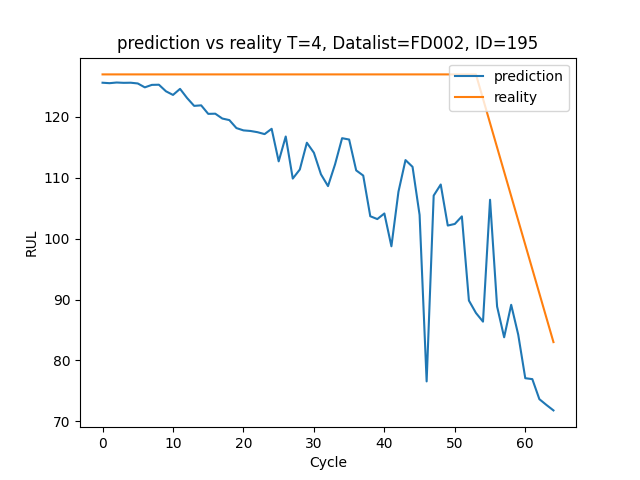 prediction vs reality T=4, Datalist=FD002, ID=195
prediction
reality
RUL
120
110
100
90
80
70
0 10 20 30 40 50 60
Cycle